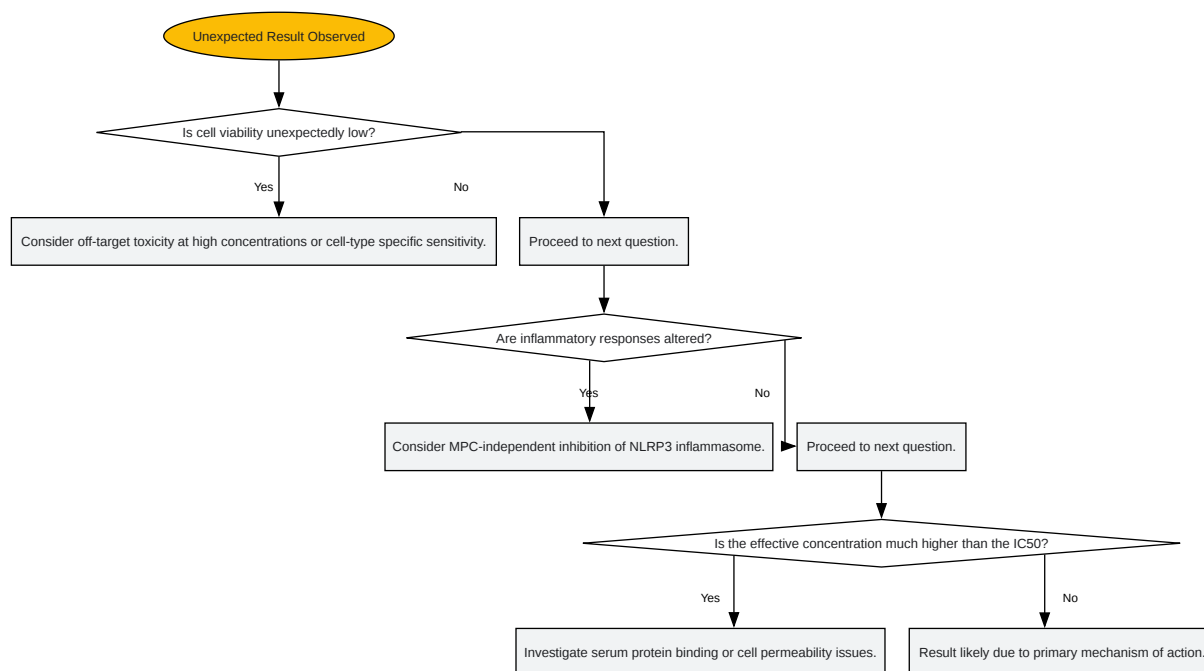 Unexpected Result Observed
Is cell viability unexpectedly low?
Yes
No
Consider off-target toxicity at high concentrations or cell-type specific sensitivity.
Proceed to next question.
Are inflammatory responses altered?
Yes
No
Consider MPC-independent inhibition of NLRP3 inflammasome.
Proceed to next question.
Is the effective concentration much higher than the IC50?
Yes
No
Investigate serum protein binding or cell permeability issues.
Result likely due to primary mechanism of action.